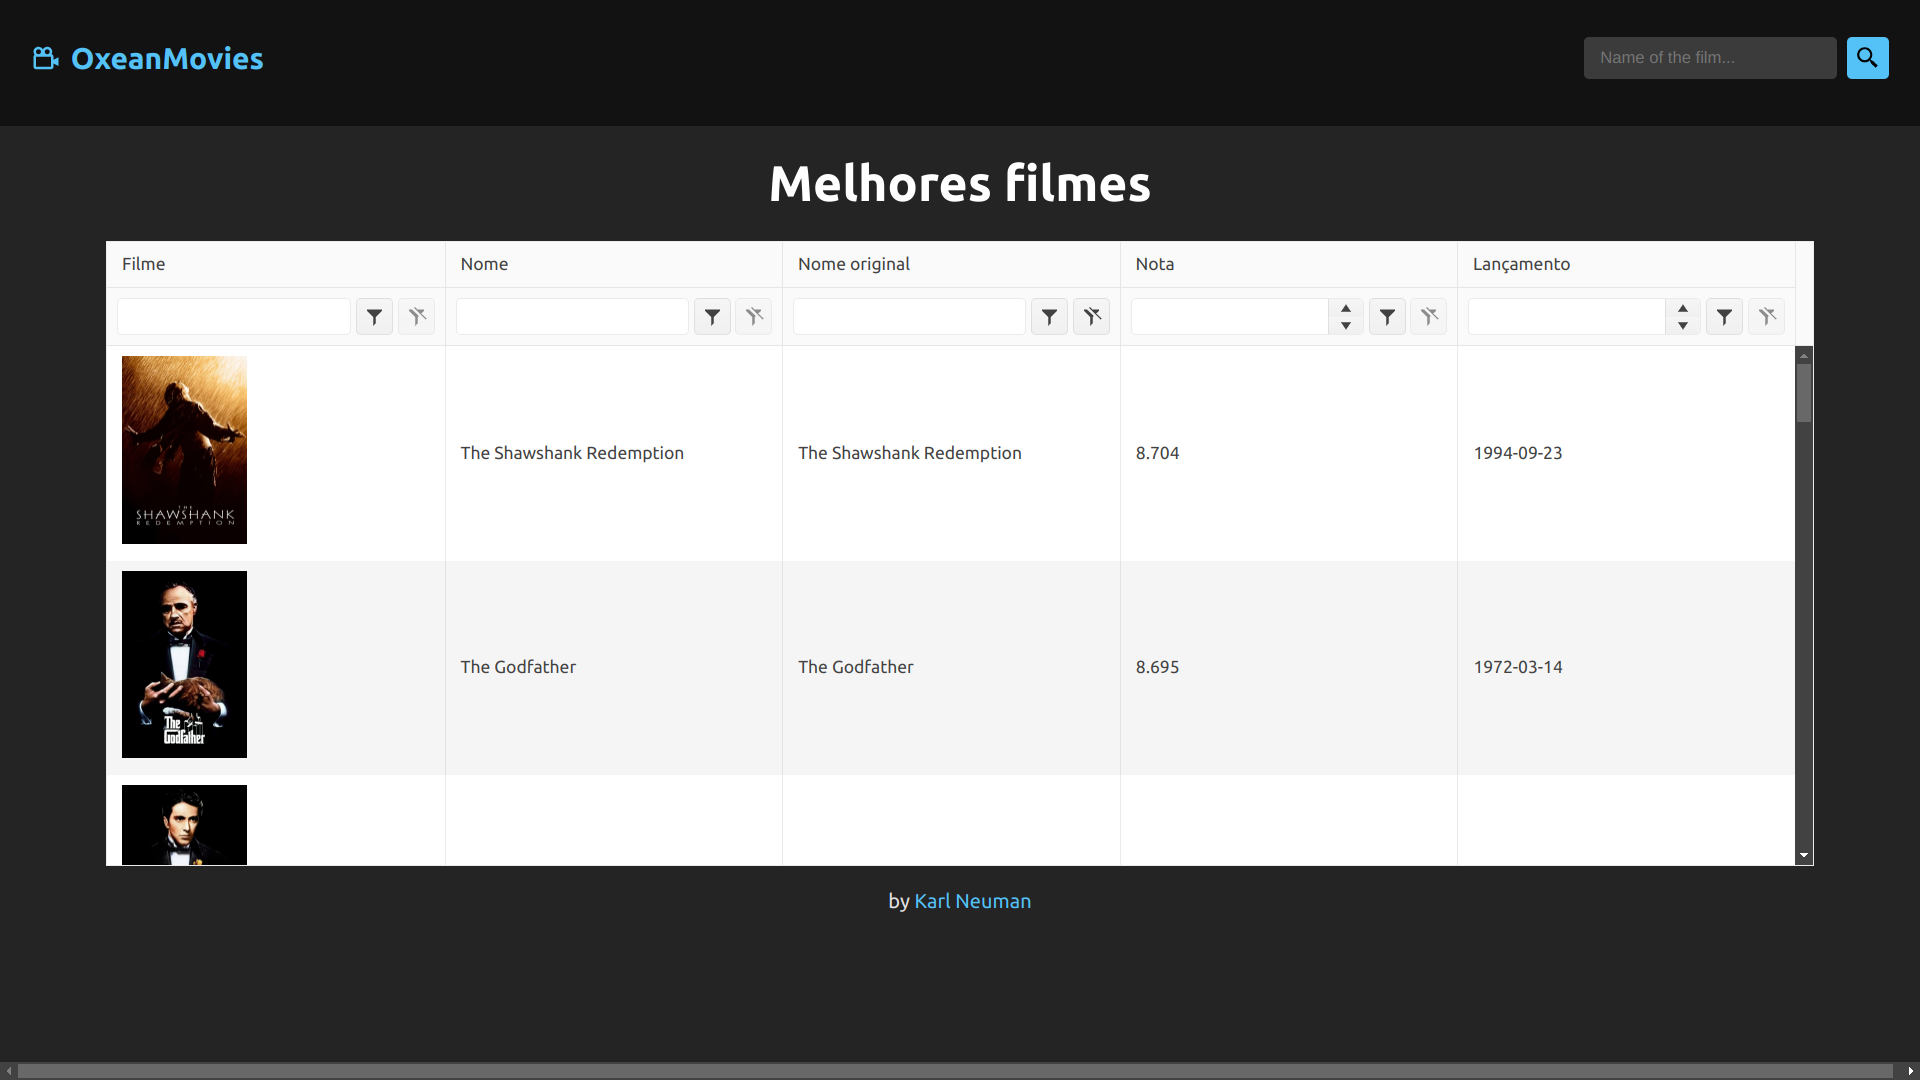 OxeanMovies
Name of the film...
Melhores filmes
Filme
Nome
Nome original
Nota
Lançamento
THE
SHAWSHANK
REDEMPTION
The Shawshank Redemption
The Shawshank Redemption
8.704
1994-09-23
The
Godfather
The Godfather
The Godfather
8.695
1972-03-14
by Karl Neuman